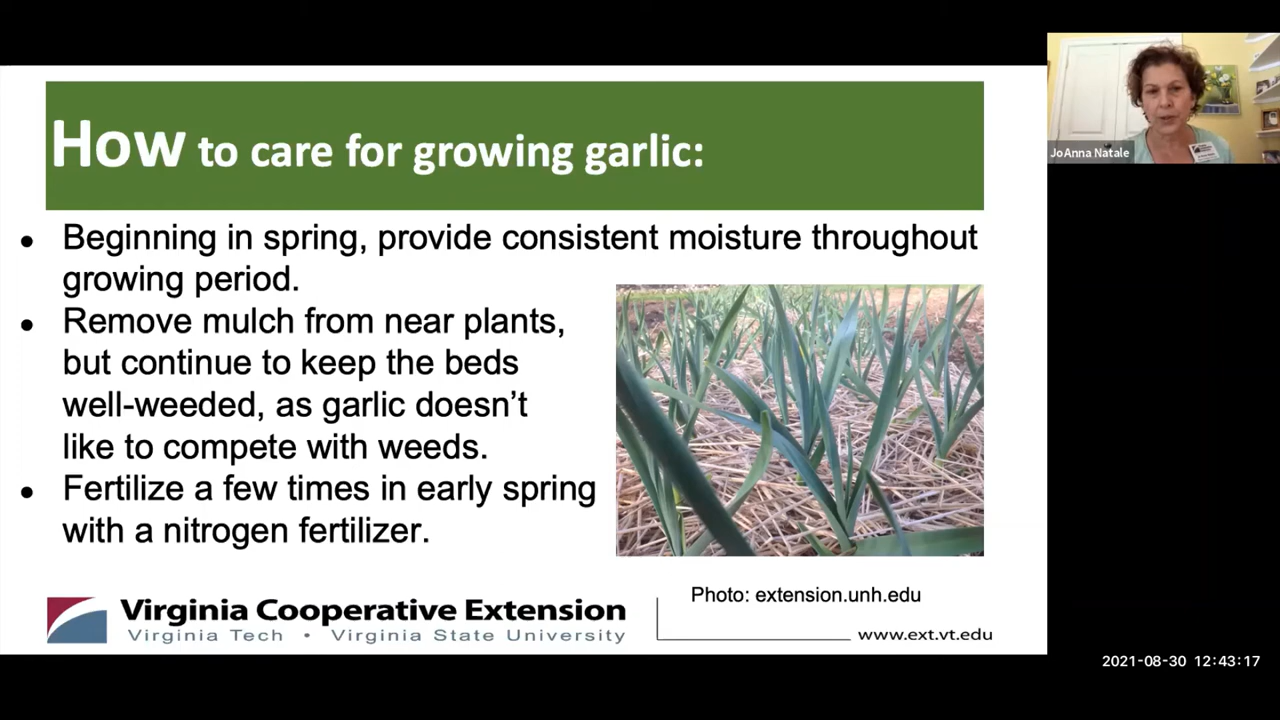 How to care for growing garlic:
JoAnna Natale
• Beginning in spring, provide consistent moisture throughout
growing period.
• Remove mulch from near plants,
but continue to keep the beds
well-weeded, as garlic doesn’t
like to compete with weeds.
• Fertilize a few times in early spring
with a nitrogen fertilizer.
Photo: extension.unh.edu
Virginia Cooperative Extension
Virginia Tech • Virginia State University
www.ext.vt.edu
2021-08-30 12:43:17